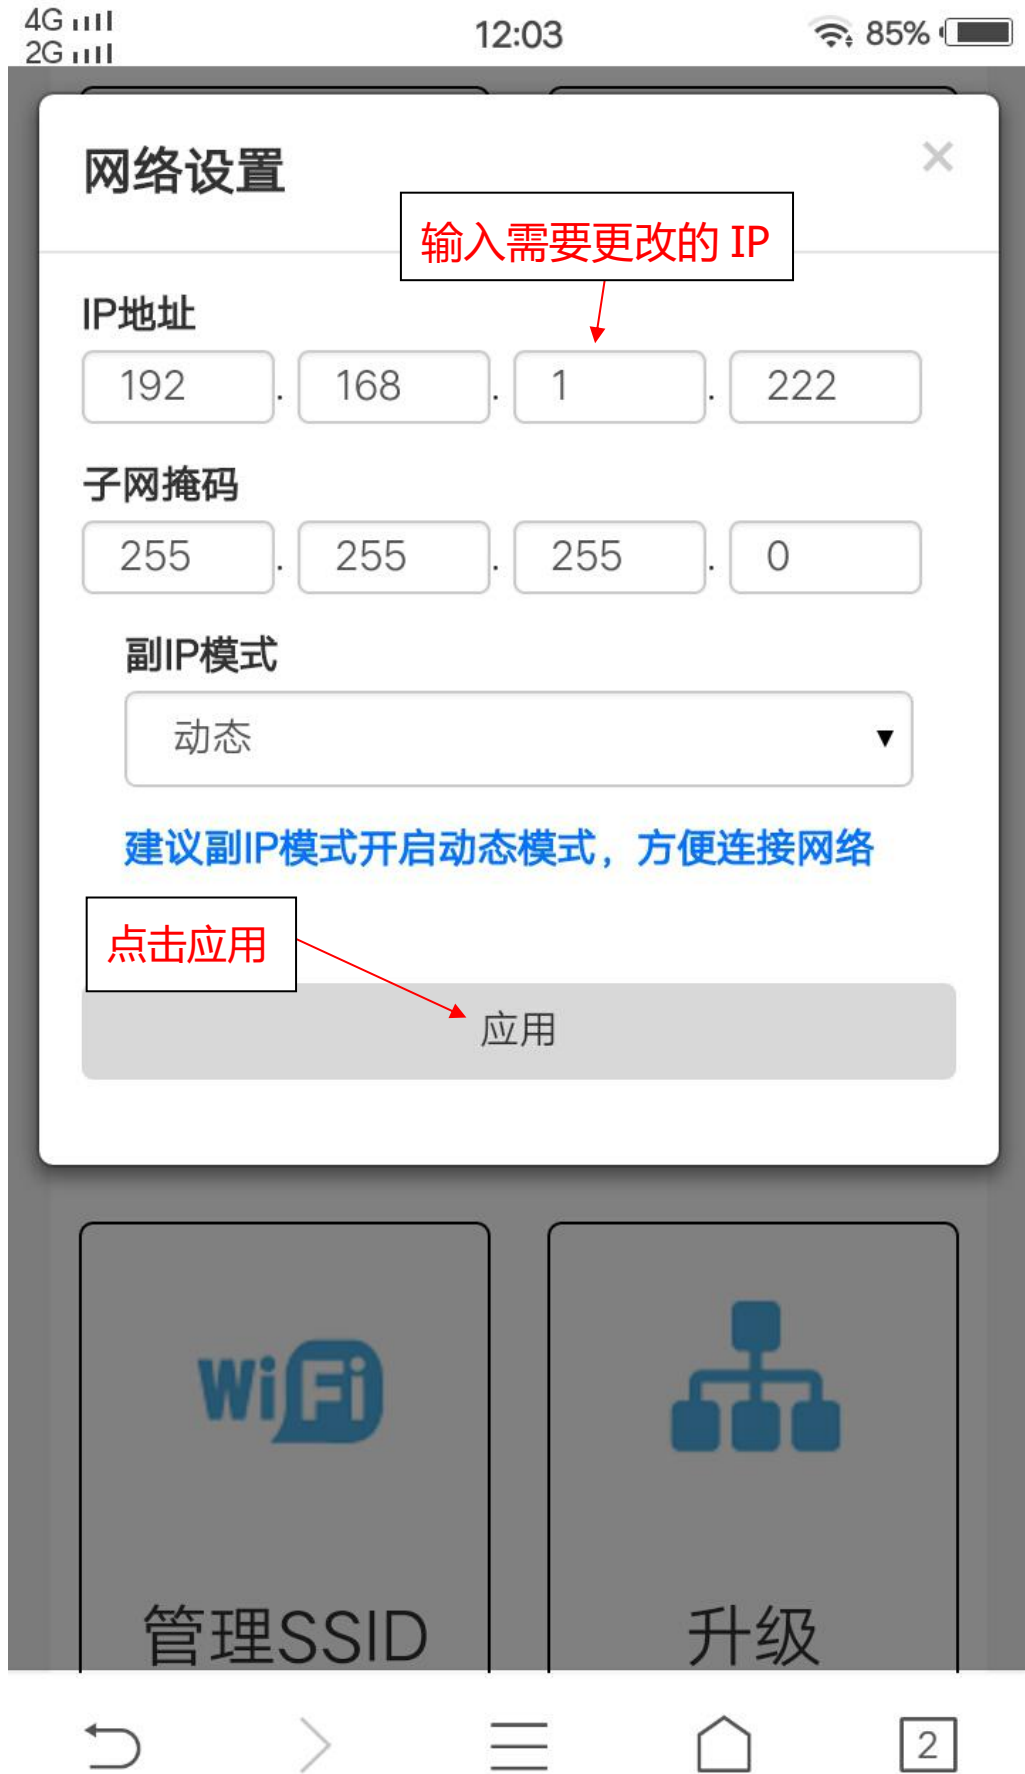 4G
2G
12:03
85%
网络设置
×
输入需要更改的 IP
IP地址
192 . 168 . 1 . 222
子网掩码
255 . 255 . 255 . 0
副IP模式
动态
建议副IP模式开启动态模式，方便连接网络
点击应用
应用
WiFi
管理SSID
升级
2